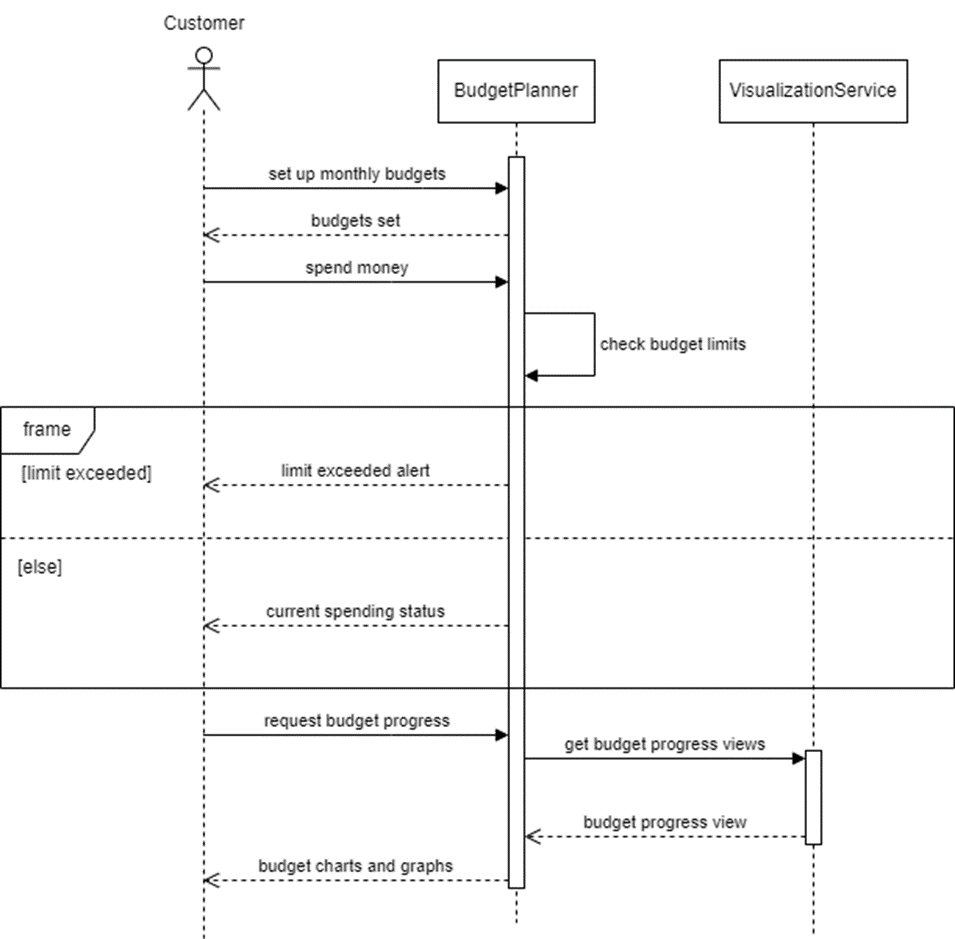 Customer
BudgetPlanner
VisualizationService
set up monthly budgets
budgets set
spend money
check budget limits
frame
[limit exceeded]
limit exceeded alert
[else]
current spending status
request budget progress
get budget progress views
budget progress view
budget charts and graphs